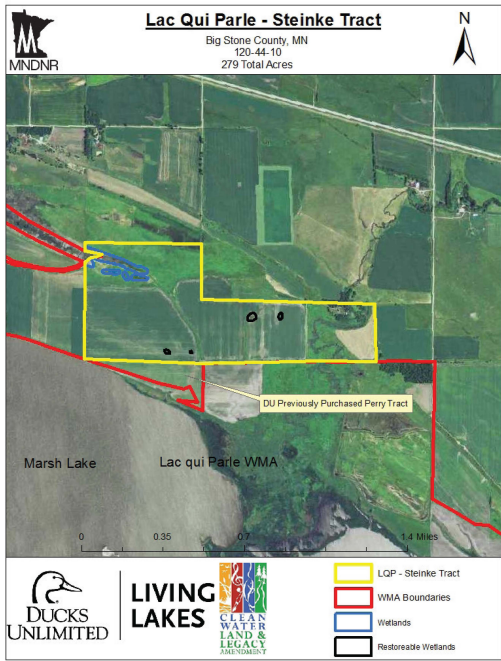 Lac Qui Parle - Steinke Tract
Big Stone County, MN
120-44-10
279 Total Acres
MNDNR
N
DU Previously Purchased Perry Tract
Marsh Lake
Lac qui Parle WMA
0 0.35 0.7 1.4 Miles
DUCKS
UNLIMITED
LIVING
LAKES
CLEAN
WATER
LAND &
LEGACY
AMENDMENT
LQP - Steinke Tract
WMA Boundaries
Wetlands
Restoreable Wetlands